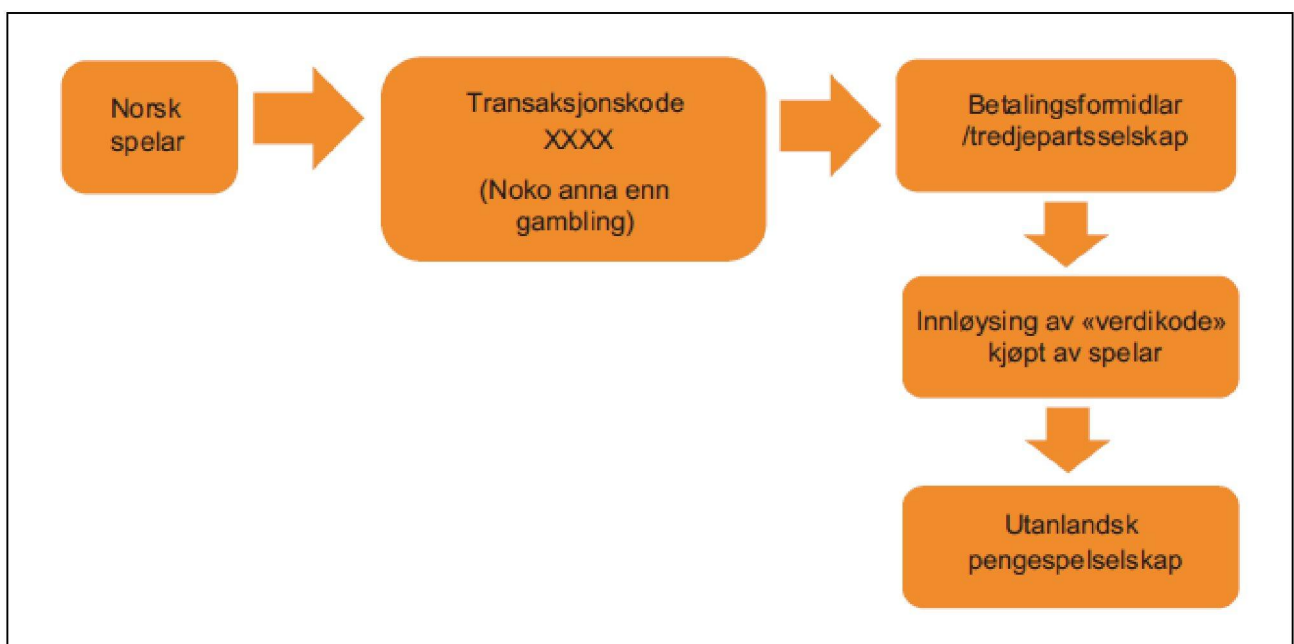 Norsk
spelar
Transaksjonskode
XXXX
(Noko anna enn
gambling)
Betalingsformidlar
/tredjepartsselskap
Innløysing av «verdikode»
kjøpt av spelar
Utanlandsk
pengespelselskap